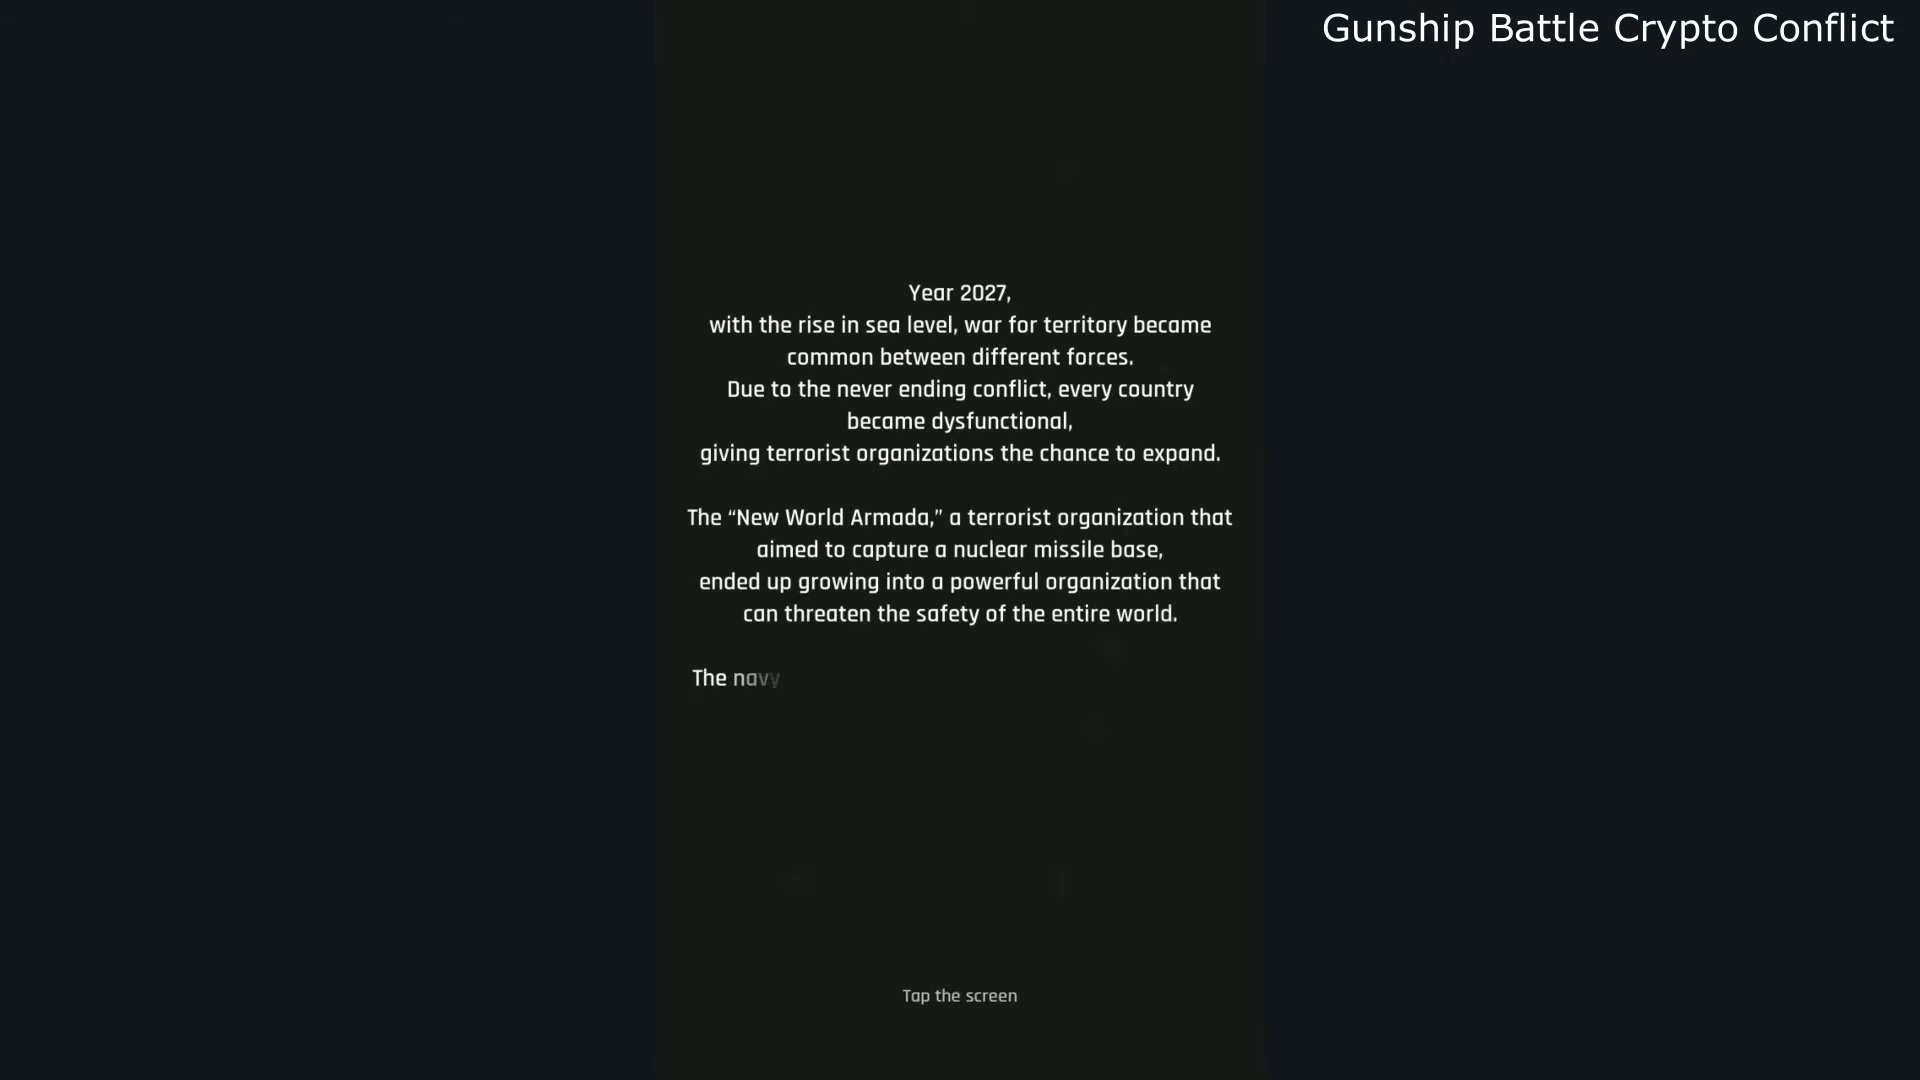 Gunship Battle Crypto Conflict
Year 2027,
with the rise in sea level, war for territory became
common between different forces.
Due to the never ending conflict, every country
became dysfunctional,
giving terrorist organizations the chance to expand.
The “New World Armada,” a terrorist organization that
aimed to capture a nuclear missile base,
ended up growing into a powerful organization that
can threaten the safety of the entire world.
The navy
Tap the screen